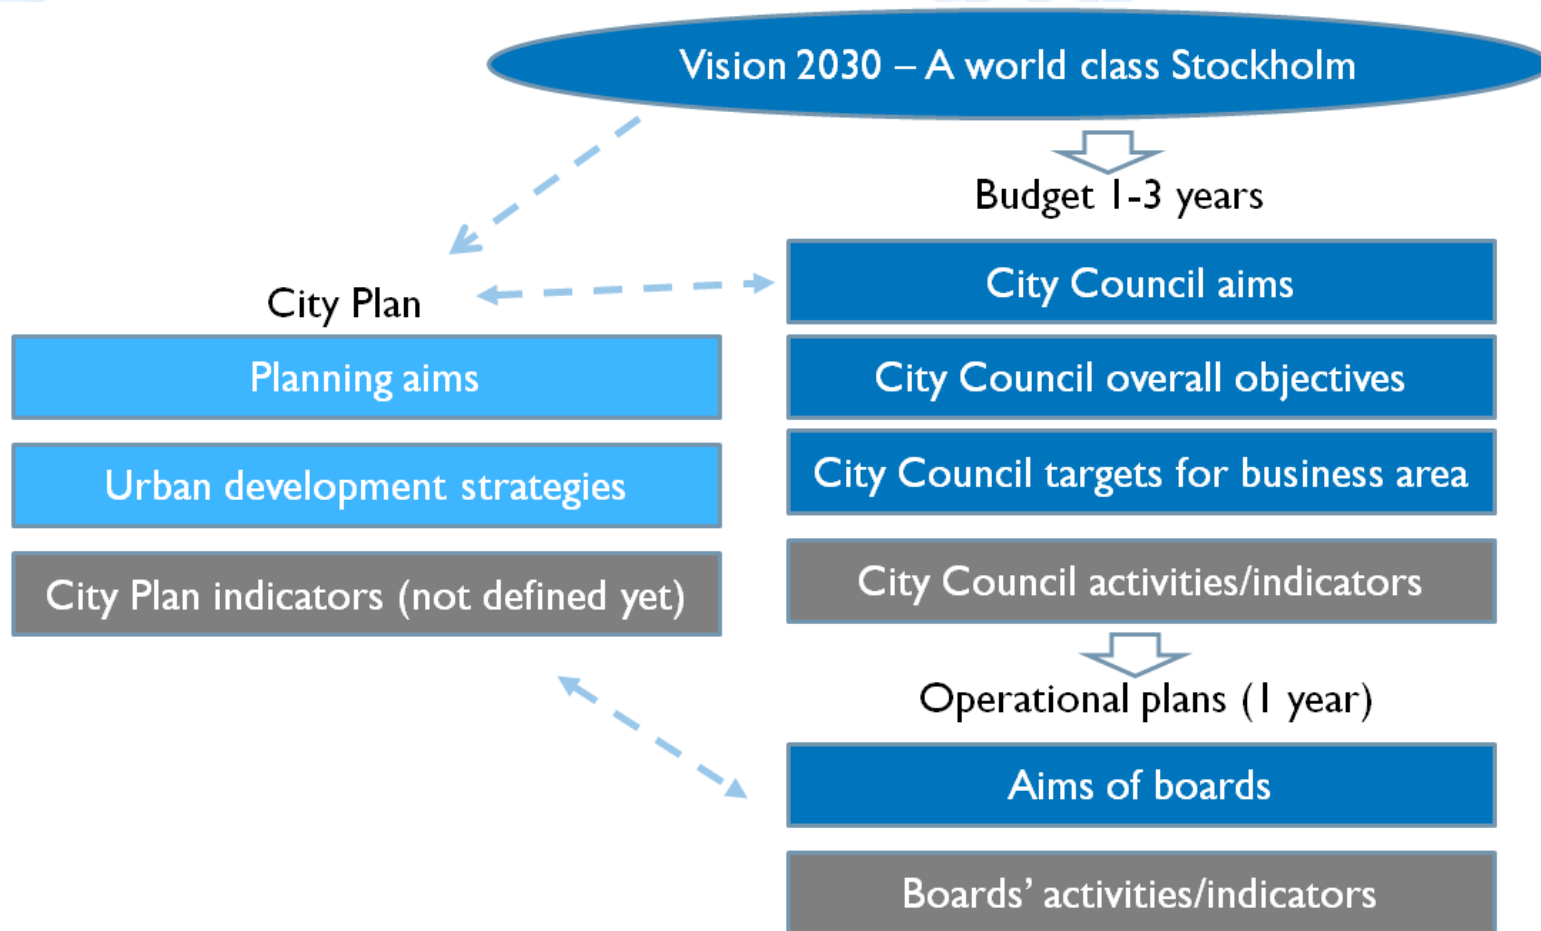 Vision 2030 – A world class Stockholm
Budget 1-3 years
City Council aims
City Council overall objectives
City Council targets for business area
City Council activities/indicators
City Plan
Planning aims
Urban development strategies
City Plan indicators (not defined yet)
Operational plans (1 year)
Aims of boards
Boards’ activities/indicators